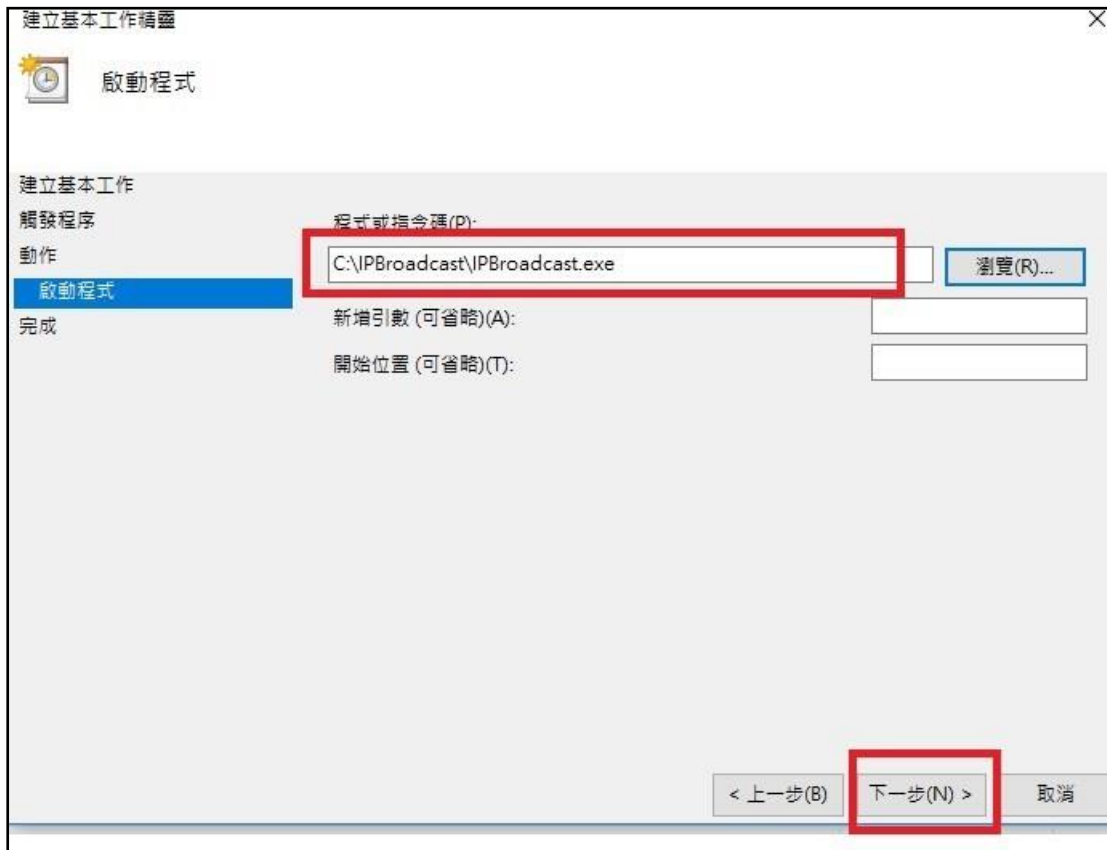 建立基本工作精靈
啟動程式
建立基本工作
觸發程序
動作
啟動程式
完成
程式或指令碼(P):
C:\IPBroadcast\IPBroadcast.exe
瀏覽(R)...
新增引數 (可省略)(A):
開始位置 (可省略)(T):
< 上一步(B)
下一步(N) >
取消